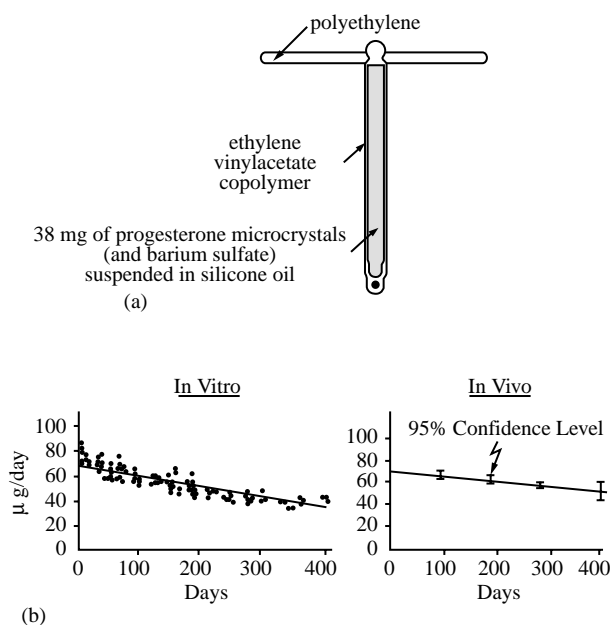 polyethylene
ethylene
vinylacetate
copolymer
38 mg of progesterone microcrystals
(and barium sulfate)
suspended in silicone oil
(a)
In Vitro
100
80
60
40
20
0
μ g/day
0 100 200 300 400
Days
In Vivo
95% Confidence Level
100
80
60
40
20
0
0 100 200 300 400
Days
(b)